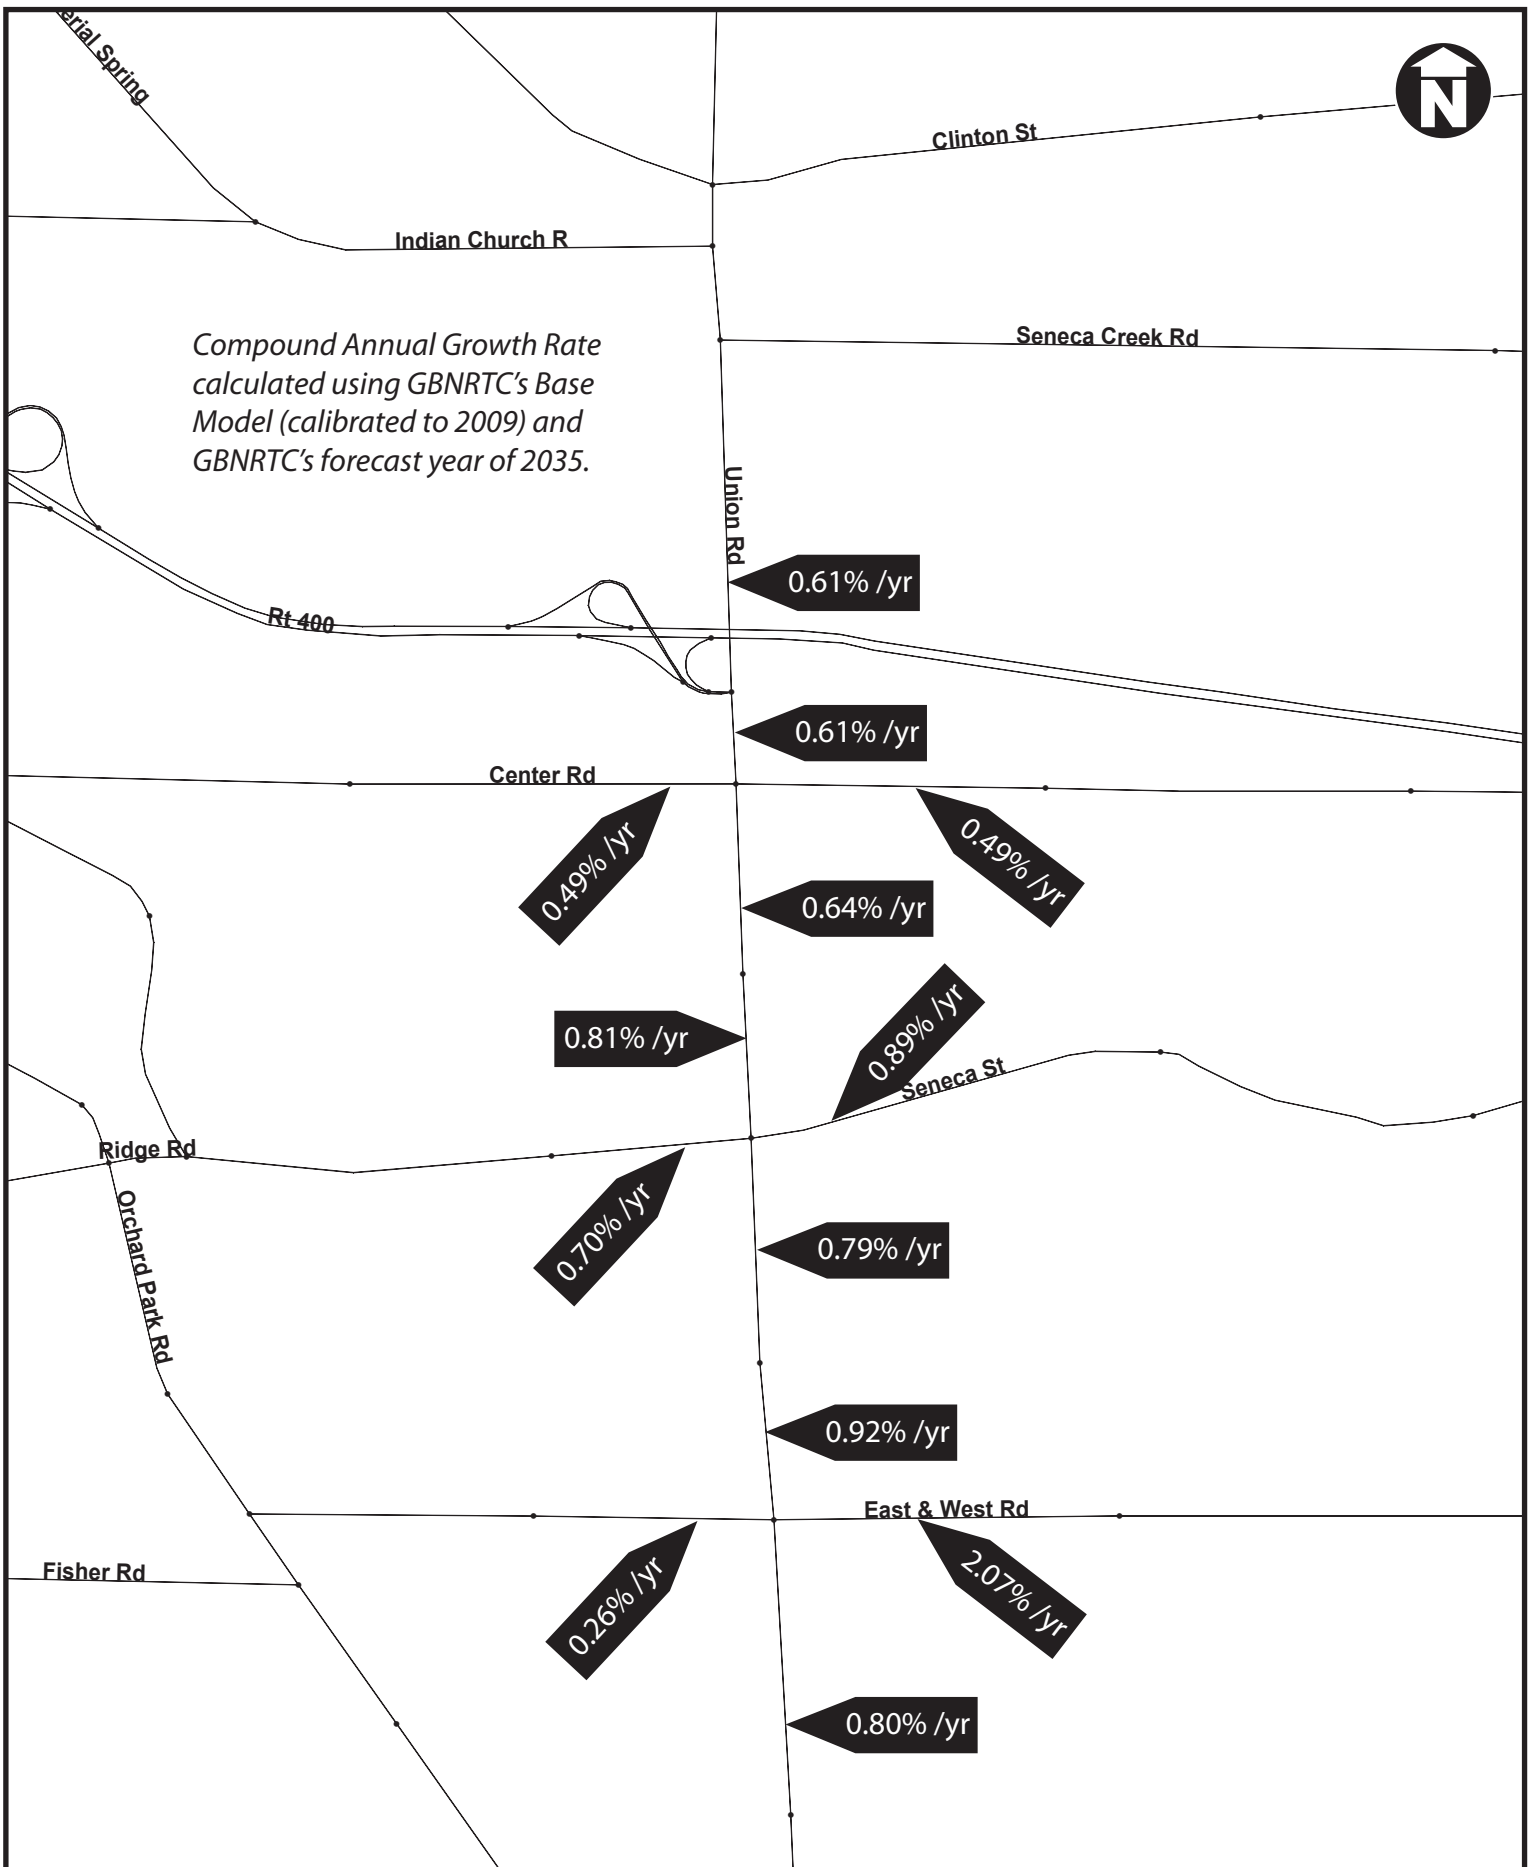 erial Spring
N
Clinton St
Indian Church R
Seneca Creek Rd
Compound Annual Growth Rate
calculated using GBNRTC's Base
Model (calibrated to 2009) and
GBNRTC's forecast year of 2035.
Union Rd
0.61% /yr
Rt 400
0.61% /yr
Center Rd
0.49% /yr
0.49% /yr
0.64% /yr
0.81% /yr
0.89% /yr
Seneca St
Ridge Rd
Orchard Park Rd
0.70% /yr
0.79% /yr
0.92% /yr
East & West Rd
Fisher Rd
0.26% /yr
2.07% /yr
0.80% /yr